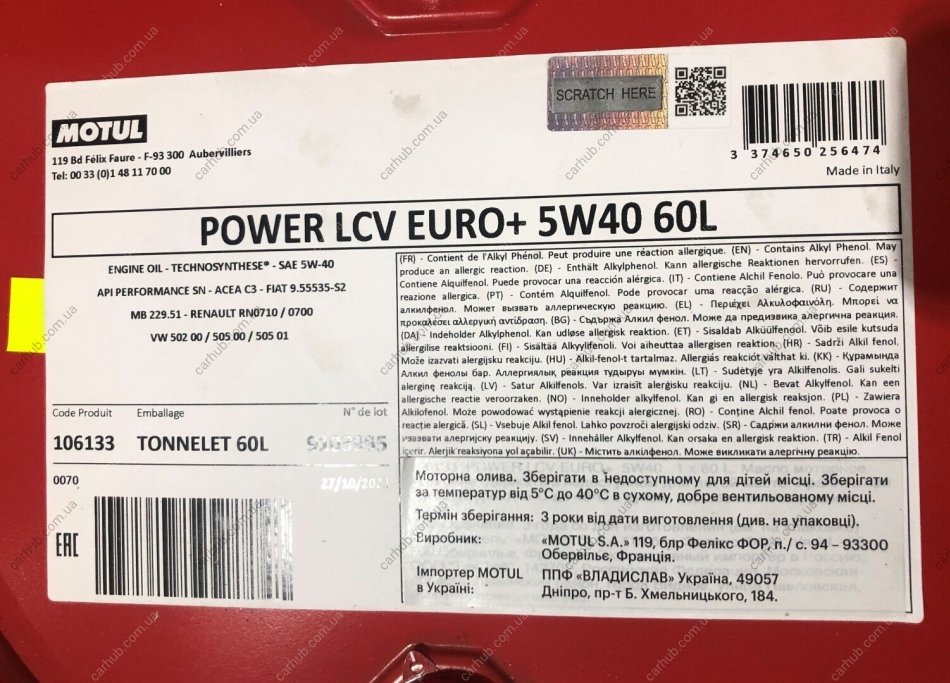 SCRATCH HERE
MOTUL
119 Bd Félix Faure - F-93 300 Aubervilliers
Tel: 00 33 (0)1 48 11 70 00
3 374650 256474
Made in Italy
POWER LCV EURO+ 5W40 60L
ENGINE OIL - TECHNOSYNTHESE® - SAE 5W-40
API PERFORMANCE SN - ACEA C3 - FIAT 9.55535-S2
MB 229.51 - RENAULT RN0710 / 0700
VW 502 00 / 505 00 / 505 01
Code Produit Emballage N° de lot
106133 TONNELET 60L
0070
27/10/202
EAC
(FR) - Contient de l'Alkyl Phénol. Peut produire une réaction allergique. (EN) - Contains Alkyl Phenol. May
produce an allergic reaction. (DE) - Enthält Alkylphenol. Kann allergische Reaktionen hervorrufen. (ES) -
Contiene Alquilfenol. Puede provocar una reacción alérgica. (IT) - Contiene Alchil Fenolo. Può provocare una
reazione allergica. (PT) - Contém Alquilfenol. Pode provocar uma reacção alérgica. (RU) - Содержит
алкилфенол. Может вызывать аллергическую реакцию. (EL) - Περιέχει Αλκυλοφαινόλη. Μπορεί να
προκαλέσει αλλεργική αντίδραση. (BG) - Съдържа Алкил фенол. Може да предизвика алергична реакция.
(DA) - Indeholder Alkylphenol. Kan udløse allergisk reaktion. (ET) - Sisaldab Alküülfenool. Võib esile kutsuda
allergilise reaktsiooni. (FI) - Sisältää Alkyylifenoli. Voi aiheuttaa allergisen reaktion. (HR) - Sadrži Alkil fenol.
Može izazvati alergijsku reakciju. (HU) - Alkil-fenol-t tartalmaz. Allergiás reakciót válthat ki. (KK) - Құрамында
Алкил фенолы бар. Аллергиялық реакция тудыруы мүмкін. (LT) - Sudėtyje yra Alkilfenolis. Gali sukelti
alerginę reakciją. (LV) - Satur Alkilfenols. Var izraisīt alerģisku reakciju. (NL) - Bevat Alkylfenol. Kan een
allergische reactie veroorzaken. (NO) - Inneholder alkylfenol. Kan gi en allergisk reaksjon. (PL) - Zawiera
Alkilofenol. Może powodować wystąpienie reakcji alergicznej. (RO) - Conține Alchil fenol. Poate provoca o
reacție alergică. (SL) - Vsebuje Alkil fenol. Lahko povzroči alergijski odziv. (SR) - Садржи алкилни фенол. Може
изазвати алергијску реакцију. (SV) - Innehåller Alkylfenol. Kan orsaka en allergisk reaktion. (TR) - Alkil Fenol
içerir. Alerjik reaksiyona yol açabilir. (UK) - Містить алкілфенол. Може викликати алергічну реакцію.
POWER LCV EURO+ 5W40 1 x 60 L. Масло моторное
Моторна олива. Зберігати в недоступному для дітей місці. Зберігати
за температур від 5°C до 40°C в сухому, добре вентильованому місці.
Термін зберігання: 3 роки від дати виготовлення (див. на упаковці).
Виробник: «MOTUL S.A.» 119, блр Фелікс ФОР, п./ с. 94 – 93300
Обервільє, Франція.
Імпортер MOTUL ППФ «ВЛАДИСЛАВ» Україна, 49057
в Україні: Дніпро, пр-т Б. Хмельницького, 184.
carhub.com.ua